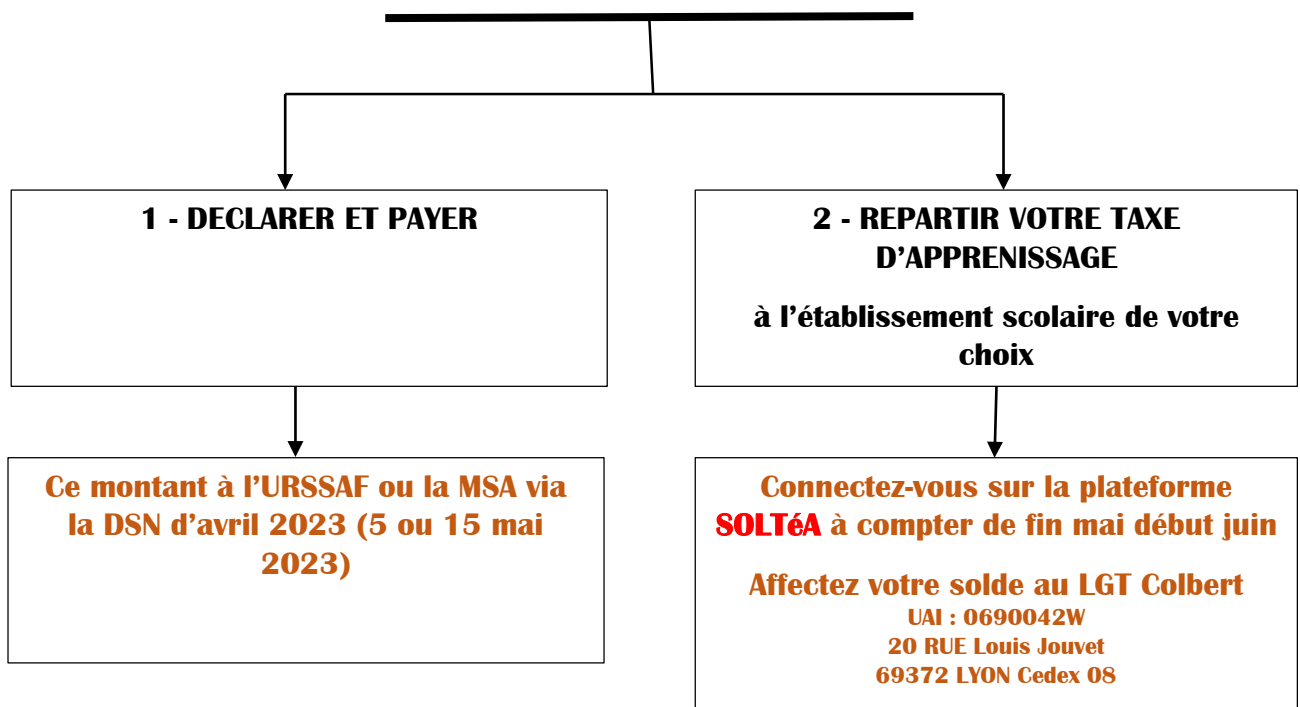 1 - DECLARER ET PAYER
2 - REPARTIR VOTRE TAXE
D'APPRENISSAGE
à l'établissement scolaire de votre
choix
Ce montant à l'URSSAF ou la MSA via
la DSN d'avril 2023 (5 ou 15 mai
2023)
Connectez-vous sur la plateforme
SOLTéA à compter de fin mai début juin
Affectez votre solde au LGT Colbert
UAI : 0690042W
20 RUE Louis Jouvet
69372 LYON Cedex 08